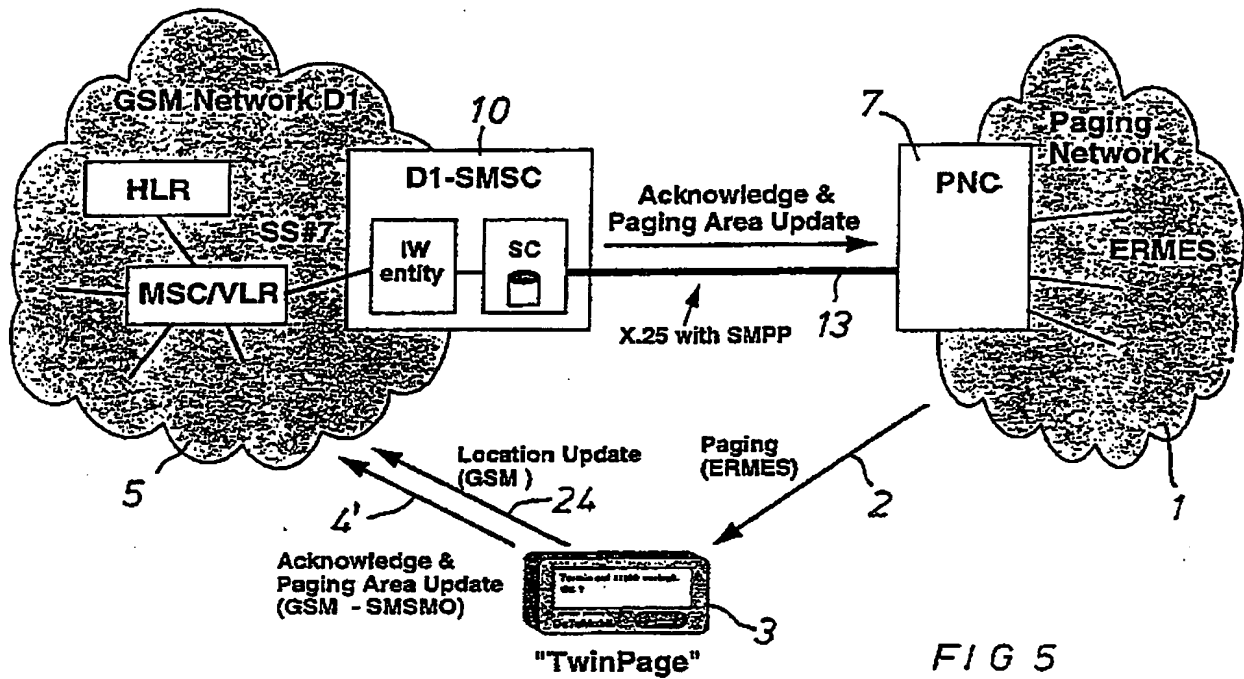 GSM Network D1
10
D1-SMSC
HLR
SS#7
IW
entity
SC
MSC/VLR
Acknowledge &
Paging Area Update
X.25 with SMPP
13
7
PNC
Paging
Network
ERMES
5
4'
Location Update
(GSM )
24
Paging
(ERMES)
2
1
Acknowledge &
Paging Area Update
(GSM - SMSMO)
3
"TwinPage"
FIG 5